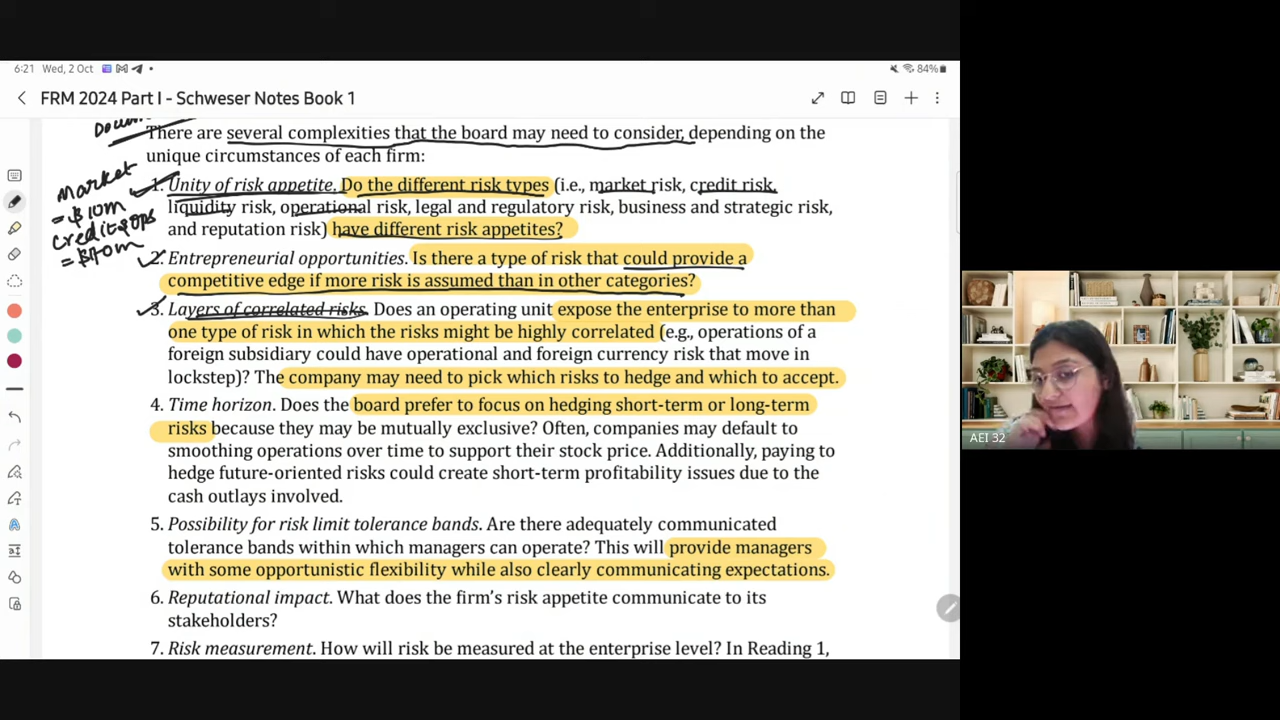 6:21 Wed, 2 Oct
84%
FRM 2024 Part I - Schweser Notes Book 1
There are several complexities that the board may need to consider, depending on the
unique circumstances of each firm:
Market
= $10m
Credit & ops
= $10m
1. Unity of risk appetite. Do the different risk types (i.e., market risk, credit risk,
liquidity risk, operational risk, legal and regulatory risk, business and strategic risk,
and reputation risk) have different risk appetites?
2. Entrepreneurial opportunities. Is there a type of risk that could provide a
competitive edge if more risk is assumed than in other categories?
3. Layers of correlated risks. Does an operating unit expose the enterprise to more than
one type of risk in which the risks might be highly correlated (e.g., operations of a
foreign subsidiary could have operational and foreign currency risk that move in
lockstep)? The company may need to pick which risks to hedge and which to accept.
4. Time horizon. Does the board prefer to focus on hedging short-term or long-term
risks because they may be mutually exclusive? Often, companies may default to
smoothing operations over time to support their stock price. Additionally, paying to
hedge future-oriented risks could create short-term profitability issues due to the
cash outlays involved.
5. Possibility for risk limit tolerance bands. Are there adequately communicated
tolerance bands within which managers can operate? This will provide managers
with some opportunistic flexibility while also clearly communicating expectations.
6. Reputational impact. What does the firm's risk appetite communicate to its
stakeholders?
7. Risk measurement. How will risk be measured at the enterprise level? In Reading 1,
AEI 32